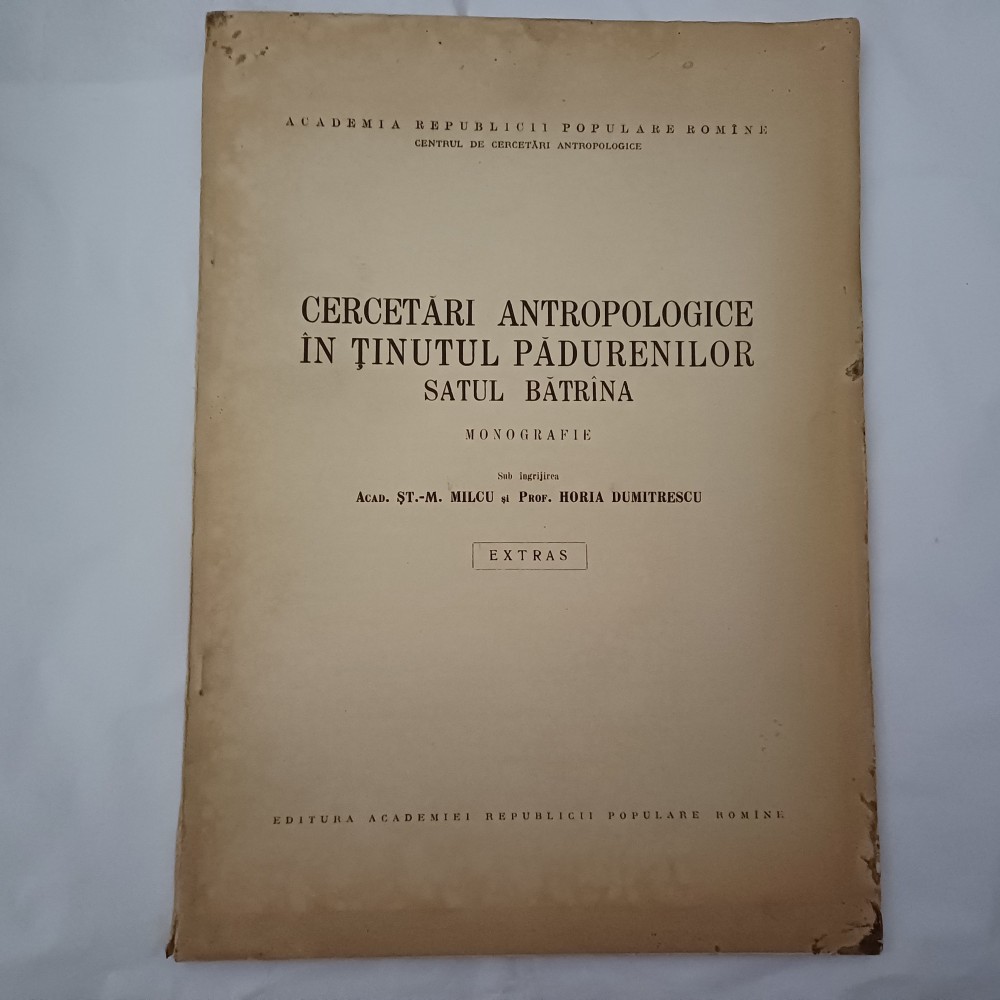 ACADEMIA REPUBLICII POPULARE ROMÎNE
CENTRUL DE CERCETĂRI ANTROPOLOGICE
CERCETĂRI ANTROPOLOGICE
ÎN ŢINUTUL PĂDURENILOR
SATUL BĂTRÎNA
MONOGRAFIE
Sub îngrijirea
ACAD. ŞT.-M. MILCU şi PROF. HORIA DUMITRESCU
EXTRAS
EDITURA ACADEMIEI REPUBLICII POPULARE ROMÎNE